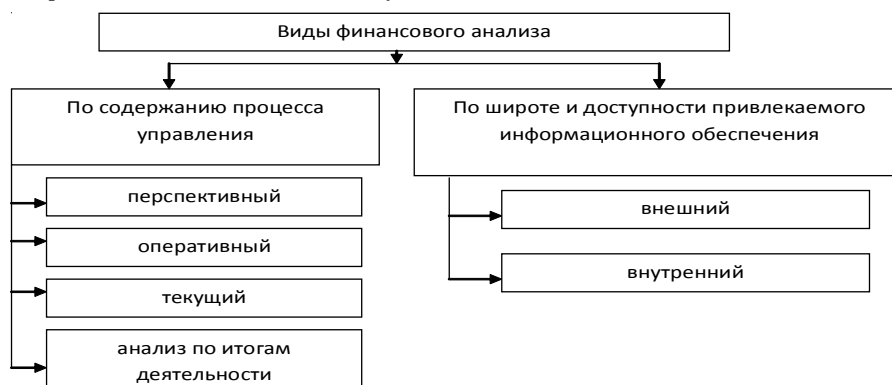 Виды финансового анализа
По содержанию процесса
управления
По широте и доступности привлекаемого
информационного обеспечения
перспективный
оперативный
текущий
анализ по итогам
деятельности
внешний
внутренний